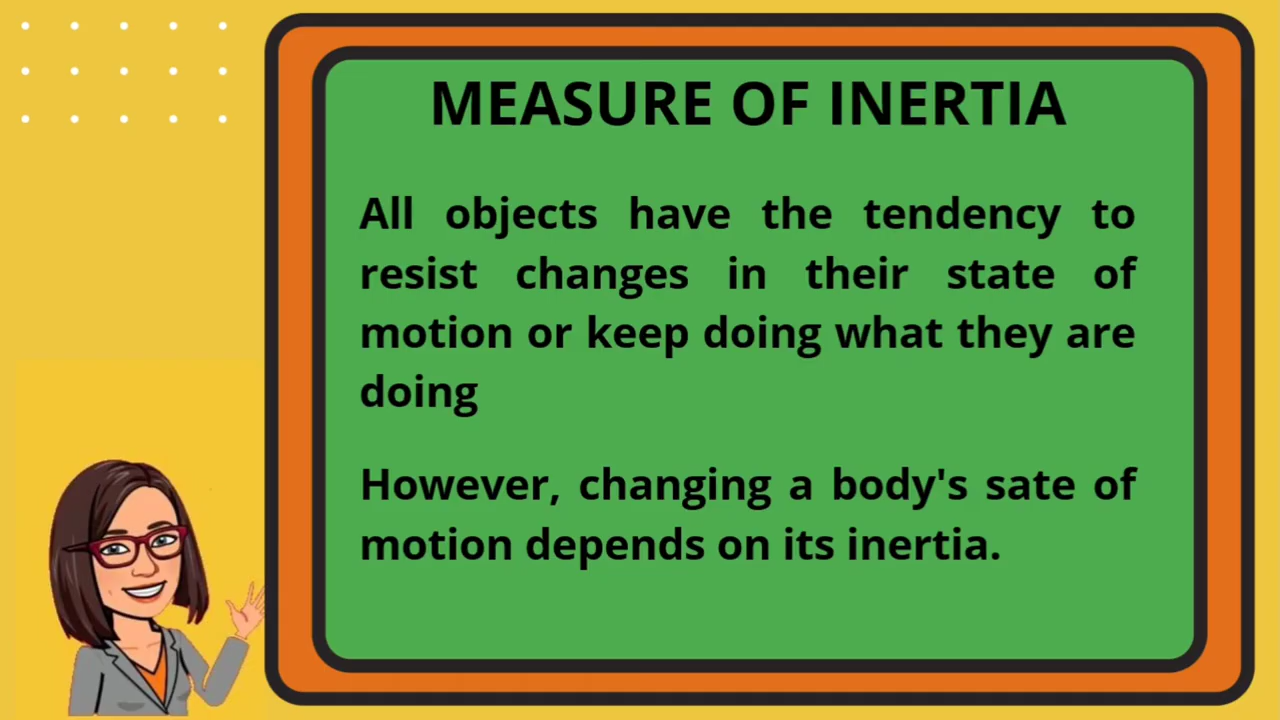 MEASURE OF INERTIA
All objects have the tendency to
resist changes in their state of
motion or keep doing what they are
doing
However, changing a body's sate of
motion depends on its inertia.